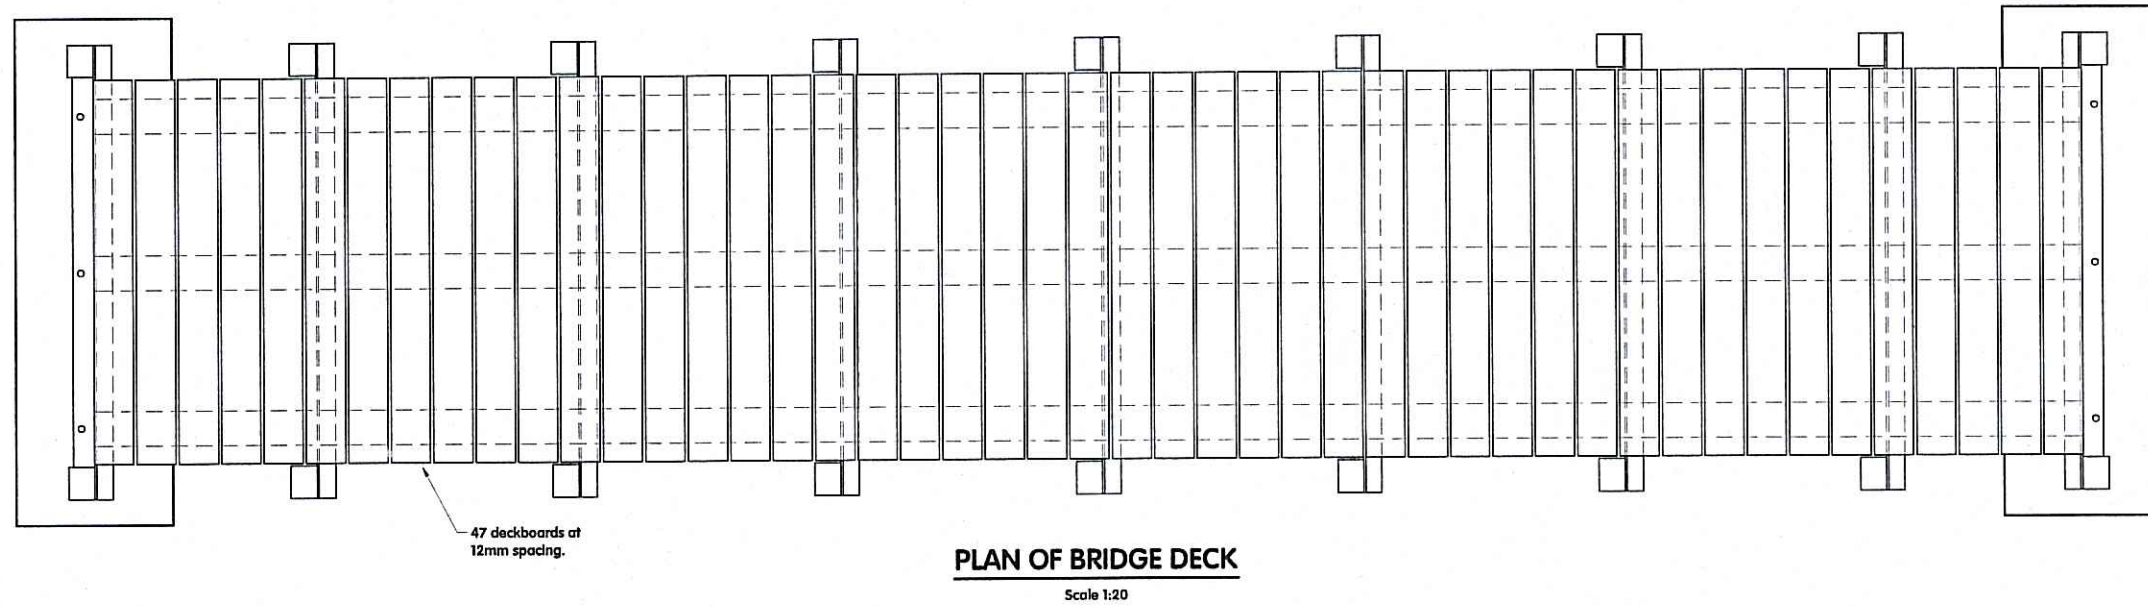 47 deckboards at
12mm spacing.
PLAN OF BRIDGE DECK
Scale 1:20